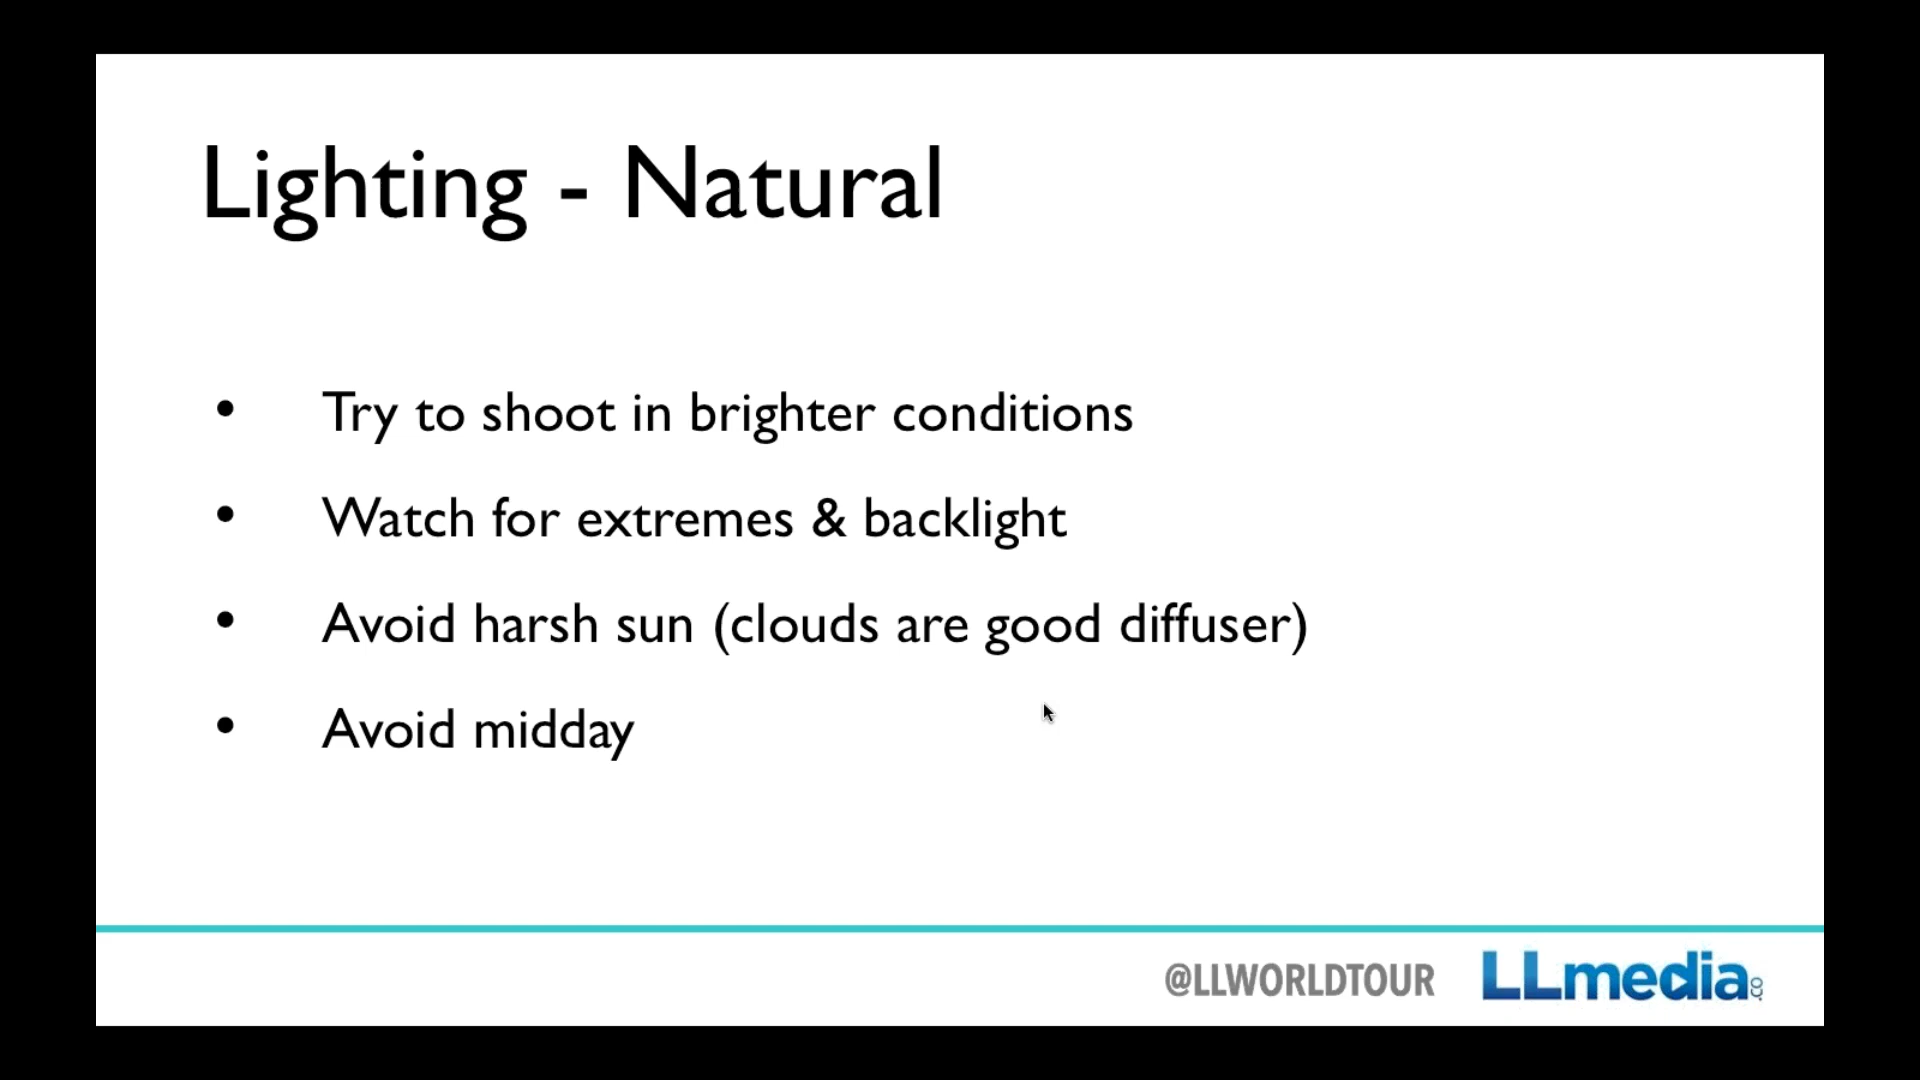 Lighting - Natural
• Try to shoot in brighter conditions
• Watch for extremes & backlight
• Avoid harsh sun (clouds are good diffuser)
• Avoid midday
@LLWORLDTOUR LLmedia.co